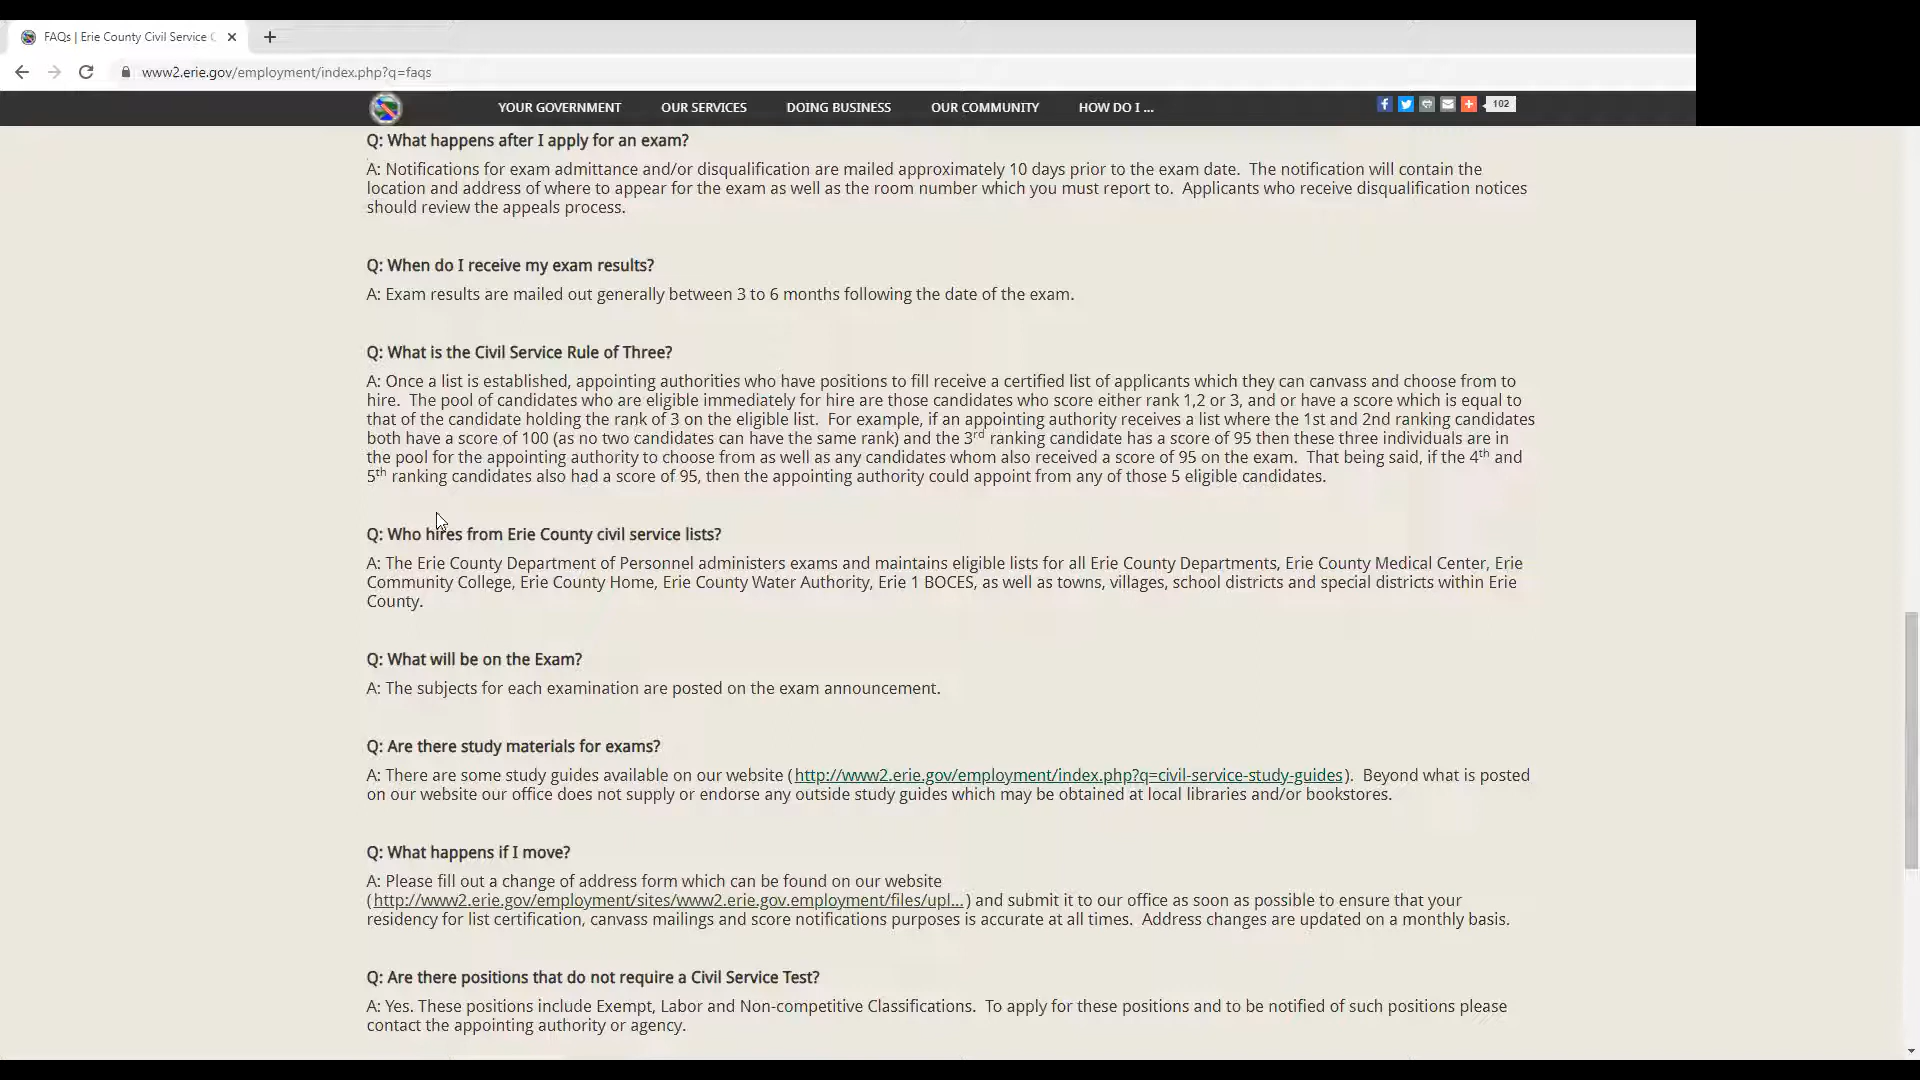 FAQs | Erie County Civil Service
www2.erie.gov/employment/index.php?q=faqs
YOUR GOVERNMENT OUR SERVICES DOING BUSINESS OUR COMMUNITY HOW DO I ... 102
Q: What happens after I apply for an exam?
A: Notifications for exam admittance and/or disqualification are mailed approximately 10 days prior to the exam date.  The notification will contain the
location and address of where to appear for the exam as well as the room number which you must report to.  Applicants who receive disqualification notices
should review the appeals process.
Q: When do I receive my exam results?
A: Exam results are mailed out generally between 3 to 6 months following the date of the exam.
Q: What is the Civil Service Rule of Three?
A: Once a list is established, appointing authorities who have positions to fill receive a certified list of applicants which they can canvass and choose from to
hire.  The pool of candidates who are eligible immediately for hire are those candidates who score either rank 1,2 or 3, and or have a score which is equal to
that of the candidate holding the rank of 3 on the eligible list.  For example, if an appointing authority receives a list where the 1st and 2nd ranking candidates
both have a score of 100 (as no two candidates can have the same rank) and the 3rd ranking candidate has a score of 95 then these three individuals are in
the pool for the appointing authority to choose from as well as any candidates whom also received a score of 95 on the exam.  That being said, if the 4th and
5th ranking candidates also had a score of 95, then the appointing authority could appoint from any of those 5 eligible candidates.
Q: Who hires from Erie County civil service lists?
A: The Erie County Department of Personnel administers exams and maintains eligible lists for all Erie County Departments, Erie County Medical Center, Erie
Community College, Erie County Home, Erie County Water Authority, Erie 1 BOCES, as well as towns, villages, school districts and special districts within Erie
County.
Q: What will be on the Exam?
A: The subjects for each examination are posted on the exam announcement.
Q: Are there study materials for exams?
A: There are some study guides available on our website (http://www2.erie.gov/employment/index.php?q=civil-service-study-guides).  Beyond what is posted
on our website our office does not supply or endorse any outside study guides which may be obtained at local libraries and/or bookstores.
Q: What happens if I move?
A: Please fill out a change of address form which can be found on our website
(http://www2.erie.gov/employment/sites/www2.erie.gov.employment/files/upl...) and submit it to our office as soon as possible to ensure that your
residency for list certification, canvass mailings and score notifications purposes is accurate at all times.  Address changes are updated on a monthly basis.
Q: Are there positions that do not require a Civil Service Test?
A: Yes. These positions include Exempt, Labor and Non-competitive Classifications.  To apply for these positions and to be notified of such positions please
contact the appointing authority or agency.